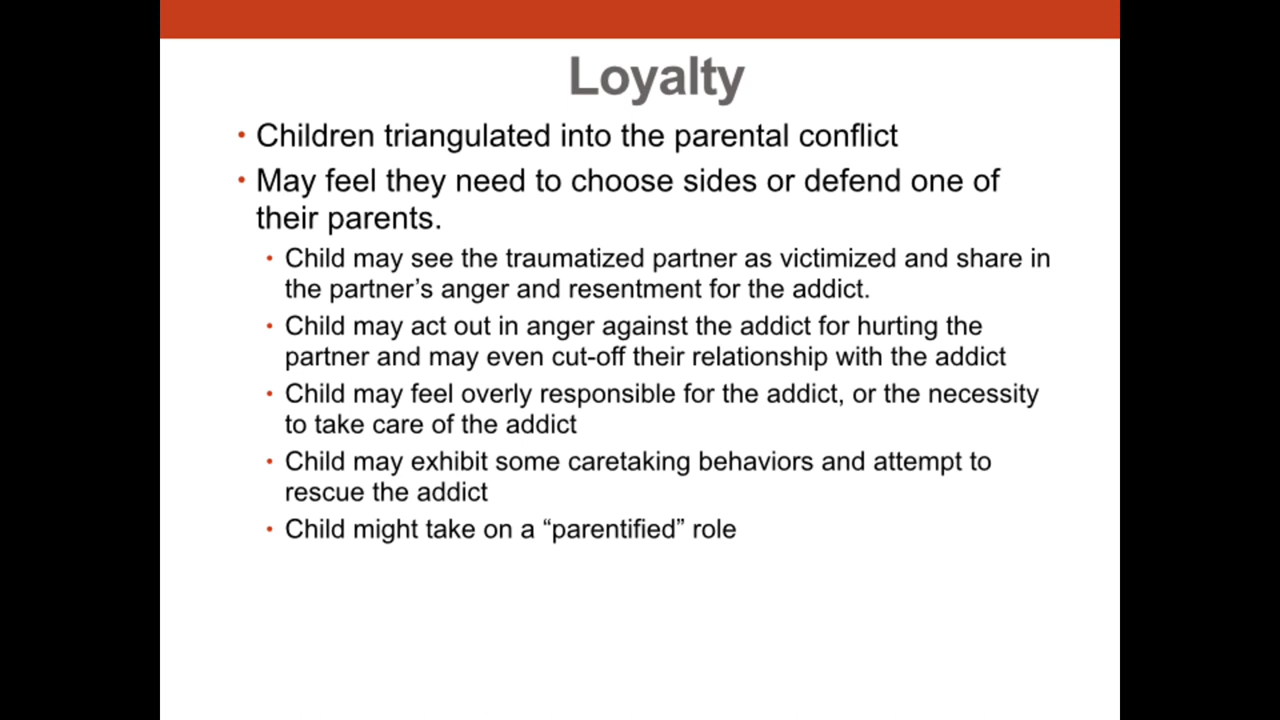 Loyalty
• Children triangulated into the parental conflict
• May feel they need to choose sides or defend one of
their parents.
• Child may see the traumatized partner as victimized and share in
the partner’s anger and resentment for the addict.
• Child may act out in anger against the addict for hurting the
partner and may even cut-off their relationship with the addict
• Child may feel overly responsible for the addict, or the necessity
to take care of the addict
• Child may exhibit some caretaking behaviors and attempt to
rescue the addict
• Child might take on a “parentified” role